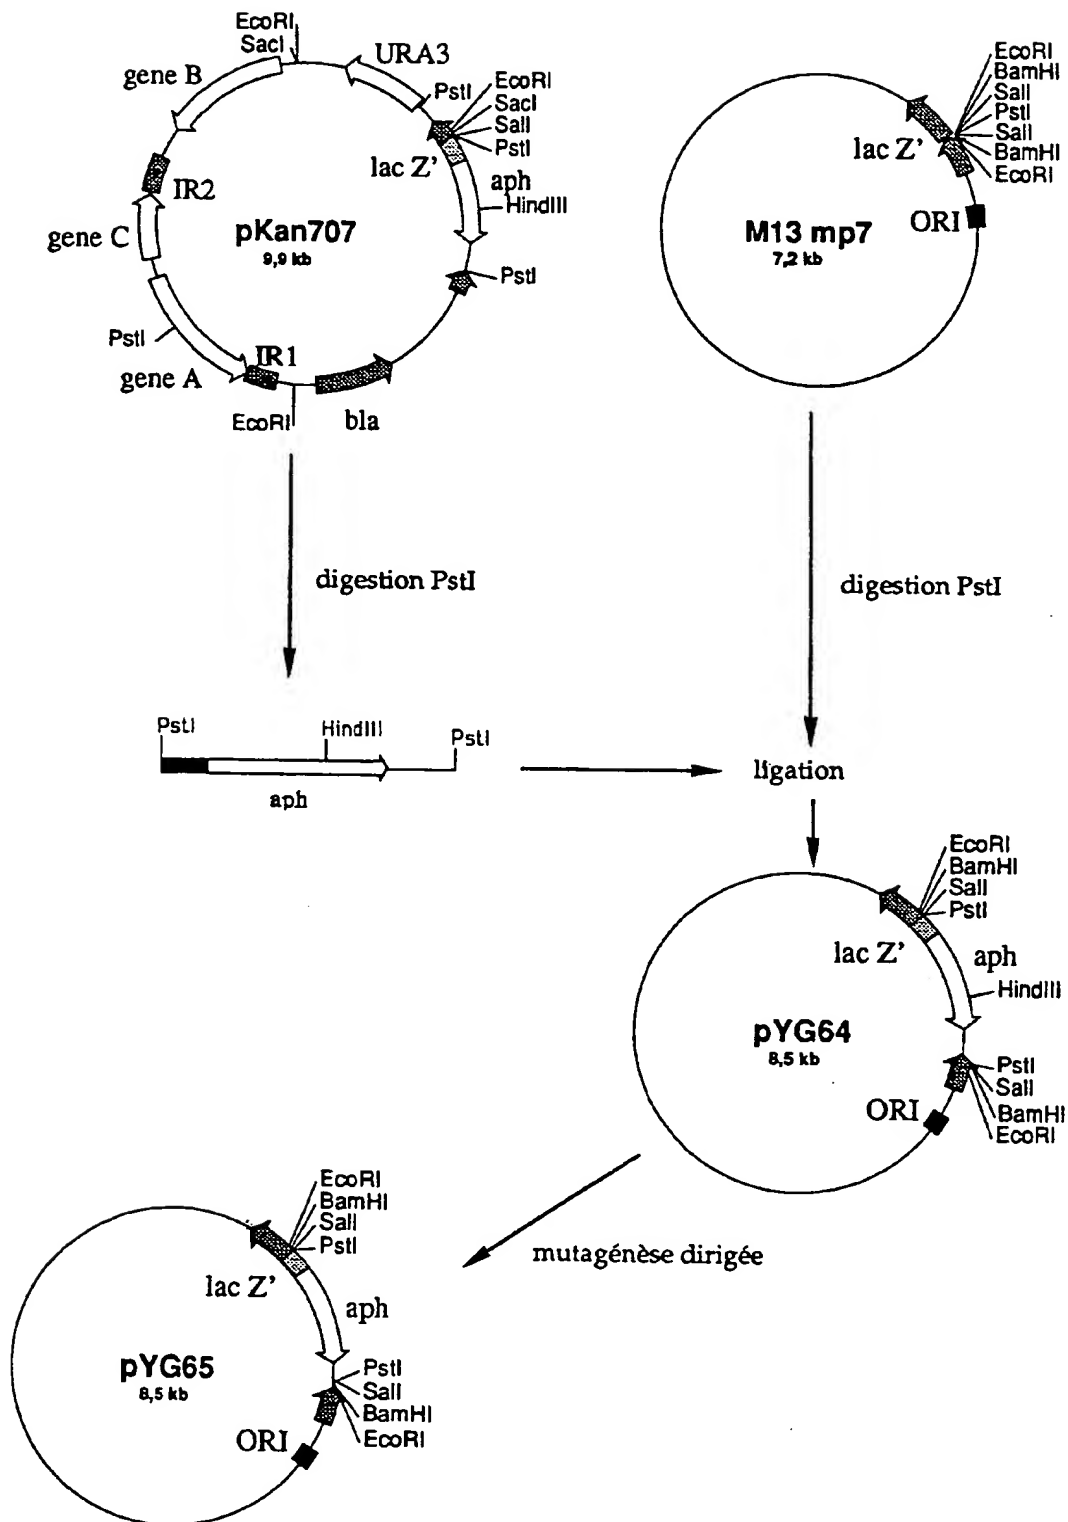 EcoRI
SacI
URA3
gene B
PstI
EcoRI
SacI
SalI
PstI
lac Z'
aph
HindIII
IR2
pKan707
9,9 kb
gene C
PstI
PstI
IR1
gene A
EcoRI
bla
EcoRI
BamHI
SalI
PstI
SalI
BamHI
EcoRI
lac Z'
ORI
M13 mp7
7,2 kb
digestion PstI
digestion PstI
PstI
HindIII
PstI
aph
ligation
EcoRI
BamHI
SalI
PstI
lac Z'
aph
HindIII
pYG64
8,5 kb
PstI
SalI
BamHI
EcoRI
ORI
mutagénèse dirigée
EcoRI
BamHI
SalI
PstI
lac Z'
aph
pYG65
8,5 kb
PstI
SalI
BamHI
EcoRI
ORI